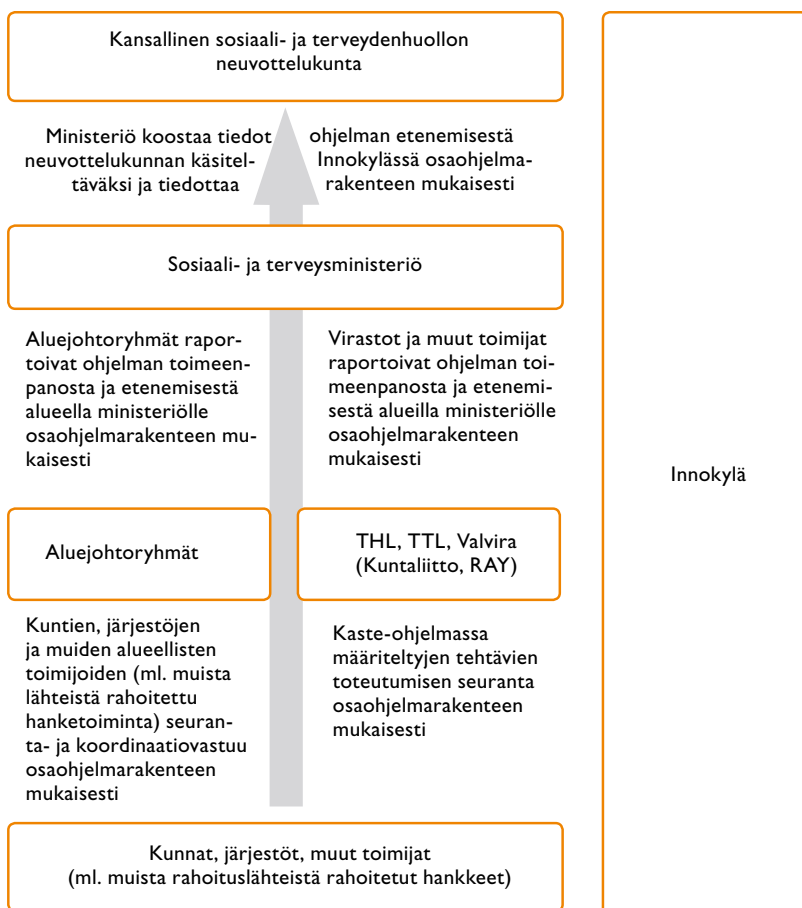 Kansallinen sosiaali- ja terveydenhuollon
neuvottelukunta
Ministeriö koostaa tiedot
neuvottelukunnan käsitel-
täväksi ja tiedottaa
ohjelman etenemisestä
Innokylässä osaohjelma-
rakenteen mukaisesti
Sosiaali- ja terveysministeriö
Aluejohtoryhmät rapor-
toivat ohjelman toimeen-
panosta ja etenemisestä
alueella ministeriölle
osaohjelmarakenteen mu-
kaisesti
Virastot ja muut toimijat
raportoivat ohjelman toi-
meenpanosta ja etenemi-
sestä alueilla ministeriölle
osaohjelmarakenteen
mukaisesti
Aluejohtoryhmät
THL, TTL, Valvira
(Kuntaliitto, RAY)
Kuntien, järjestöjen
ja muiden alueellisten
toimijoiden (ml. muista
lähteistä rahoitettu
hanketoiminta) seuran-
ta- ja koordinaatiovastuu
osaohjelmarakenteen
mukaisesti
Kaste-ohjelmassa
määriteltyjen tehtävien
toteutumisen seuranta
osaohjelmarakenteen
mukaisesti
Kunnat, järjestöt, muut toimijat
(ml. muista rahoituslähteistä rahoitetut hankkeet)
Innokylä